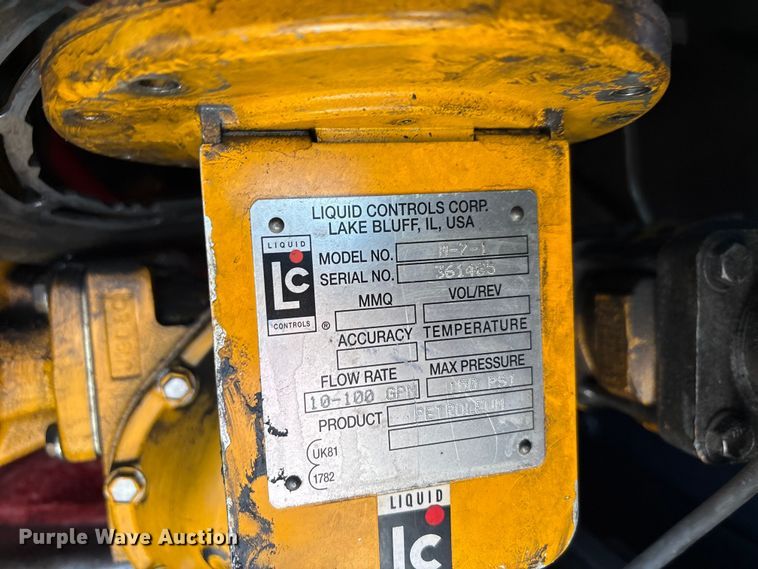 LIQUID CONTROLS CORP.
LAKE BLUFF, IL, USA
LIQUID
LC
CONTROLS
®
MODEL NO. M-7-1
SERIAL NO.
MMQ VOL/REV
ACCURACY TEMPERATURE
FLOW RATE MAX PRESSURE
10-100 GPM 150 PSI
PRODUCT PETROLEUM
UK81
1782
LIQUID
LC
Purple Wave Auction